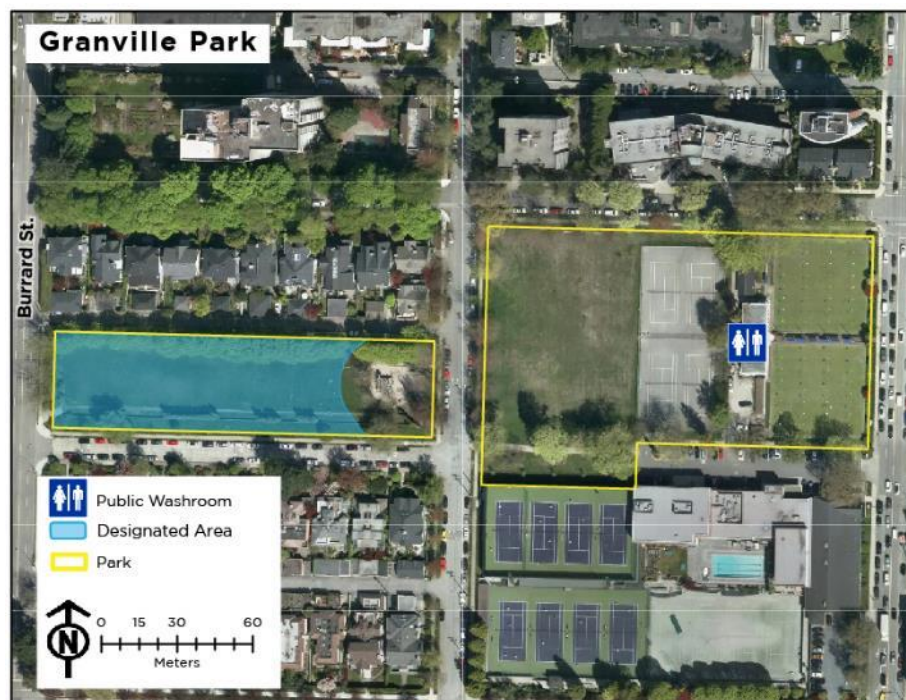 Granville Park
Burrard St.
Public Washroom
Designated Area
Park
N
0 15 30 60
Meters